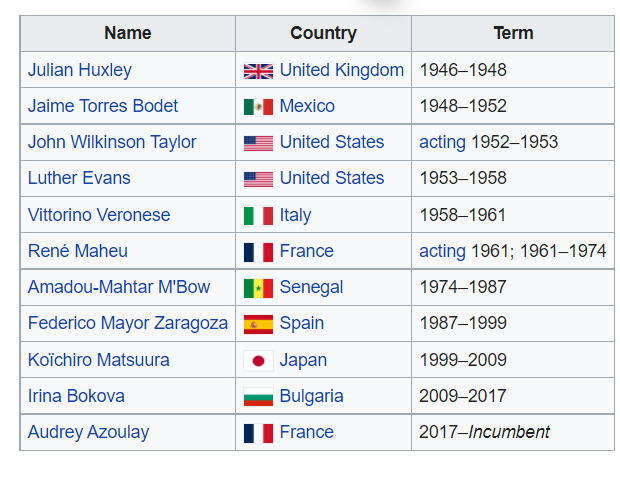 Name Country Term
Julian Huxley United Kingdom 1946–1948
Jaime Torres Bodet Mexico 1948–1952
John Wilkinson Taylor United States acting 1952–1953
Luther Evans United States 1953–1958
Vittorino Veronese Italy 1958–1961
René Maheu France acting 1961; 1961–1974
Amadou-Mahtar M'Bow Senegal 1974–1987
Federico Mayor Zaragoza Spain 1987–1999
Koïchiro Matsuura Japan 1999–2009
Irina Bokova Bulgaria 2009–2017
Audrey Azoulay France 2017–Incumbent